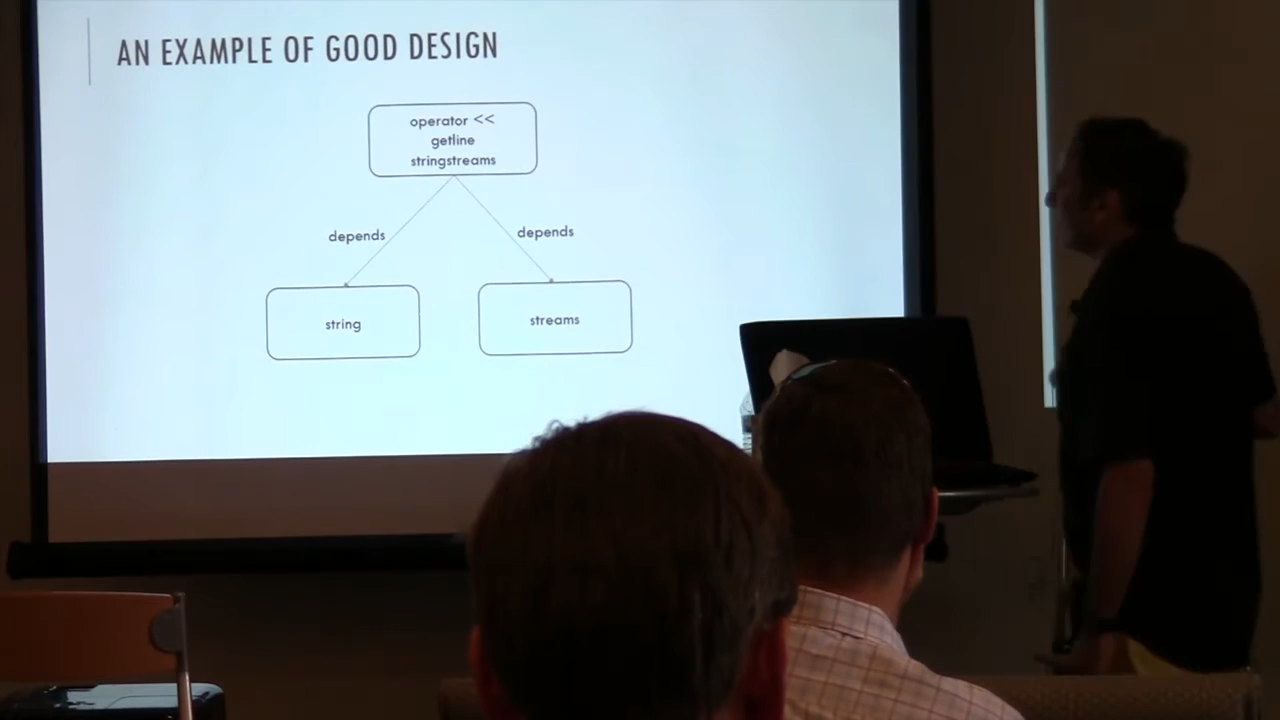 AN EXAMPLE OF GOOD DESIGN
operator <<
getline
stringstreams
depends
depends
string
streams